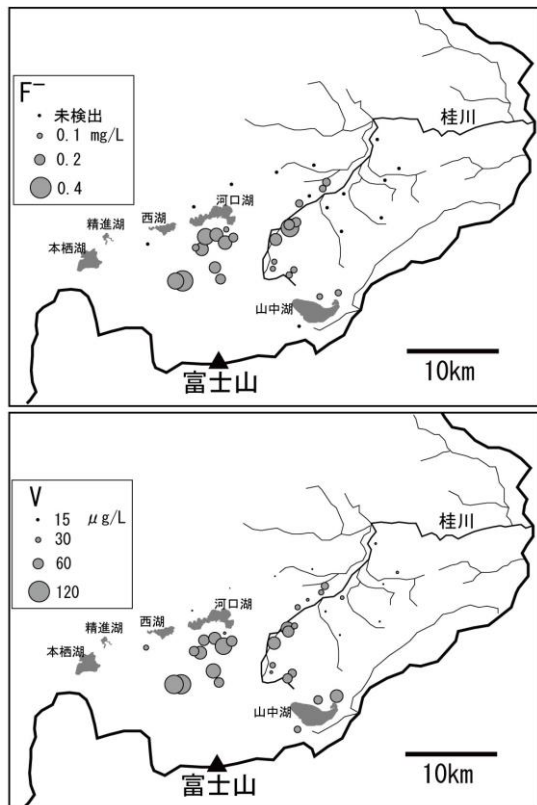 F⁻
未検出
0.1 mg/L
0.2
0.4
桂川
河口湖
西湖
精進湖
本栖湖
山中湖
富士山
10km
V
15 μg/L
30
60
120
桂川
河口湖
西湖
精進湖
本栖湖
山中湖
富士山
10km